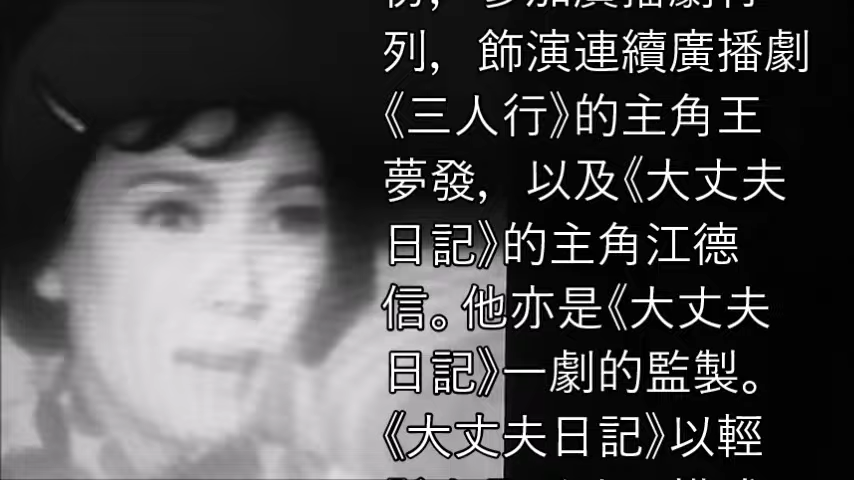 列，飾演連續廣播劇
《三人行》的主角王
夢發，以及《大丈夫
日記》的主角江德
信。他亦是《大丈夫
日記》一劇的監製。
《大丈夫日記》以輕